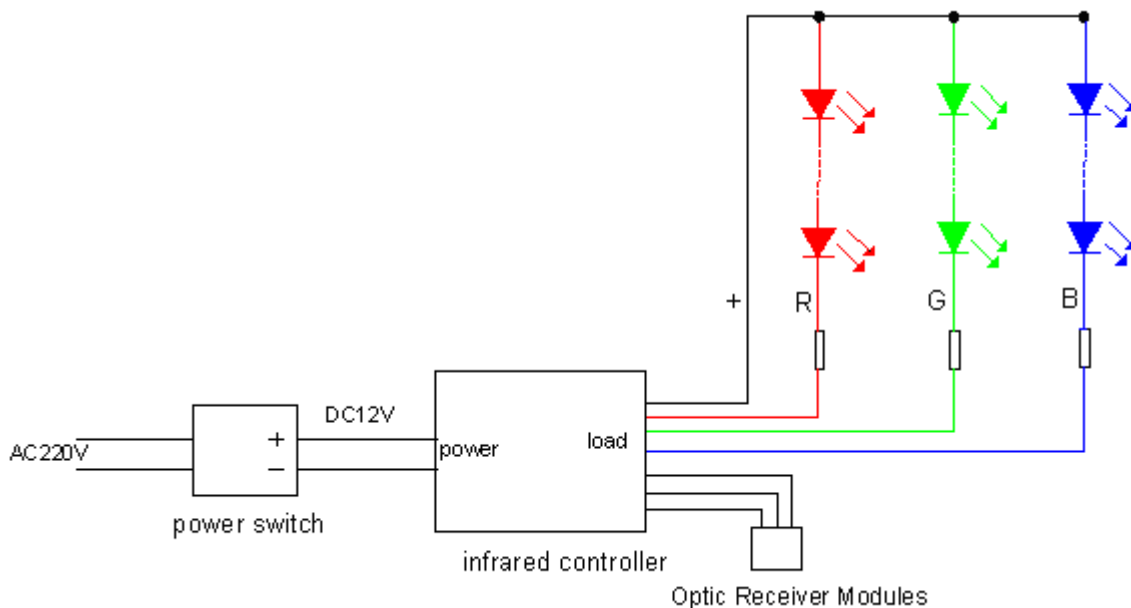 +
R
G
B
DC12V
AC220V
+
−
power
load
power switch
infrared controller
Optic Receiver Modules